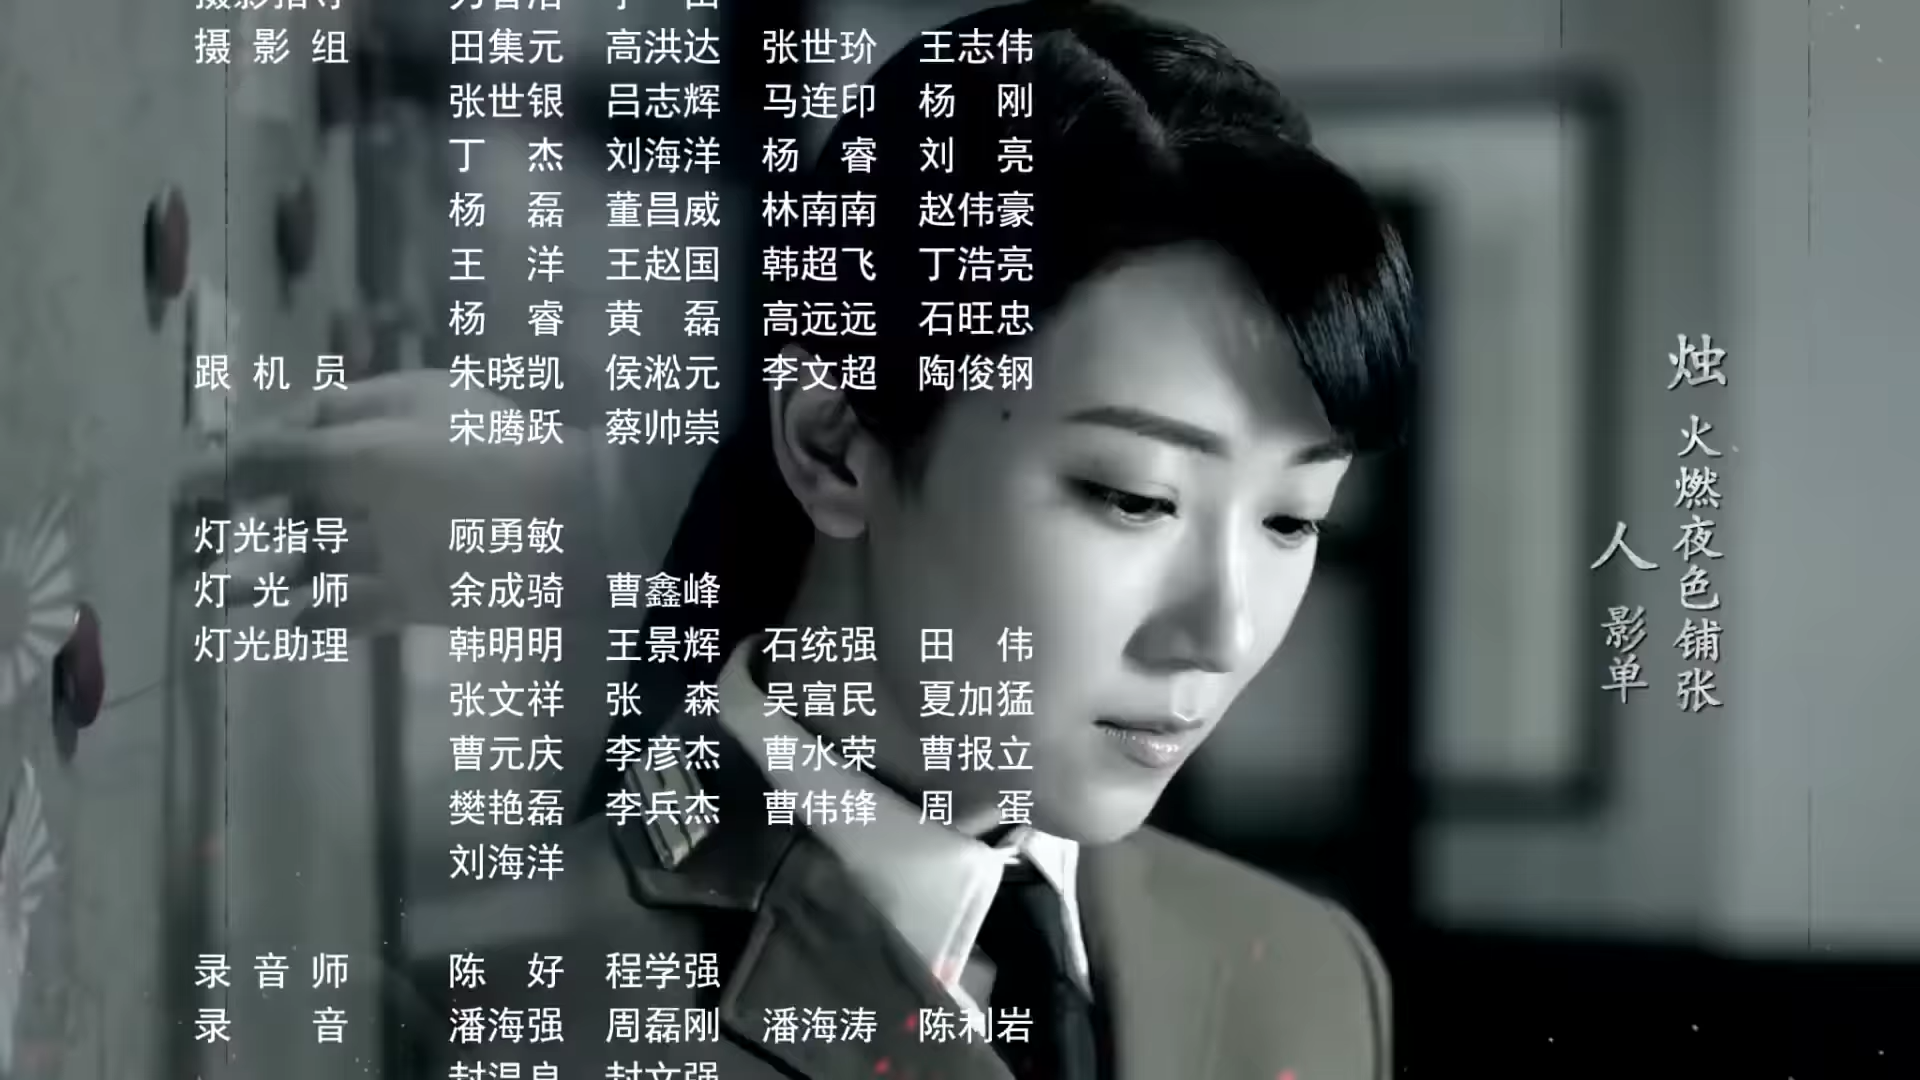 摄影组 田集元 高洪达 张世玠 王志伟
张世银 吕志辉 马连印 杨刚
丁杰 刘海洋 杨睿 刘亮
杨磊 董昌威 林南南 赵伟豪
王洋 王赵国 韩超飞 丁浩亮
杨睿 黄磊 高远远 石旺忠
跟机员 朱晓凯 侯淞元 李文超 陶俊钢
宋腾跃 蔡帅崇
灯光指导 顾勇敏
灯光师 余成骑 曹鑫峰
灯光助理 韩明明 王景辉 石统强 田伟
张文祥 张森 吴富民 夏加猛
曹元庆 李彦杰 曹水荣 曹报立
樊艳磊 李兵杰 曹伟锋 周蛋
刘海洋
录音师 陈好 程学强
录音 潘海强 周磊刚 潘海涛 陈利岩
烛火燃夜色铺张
人影单